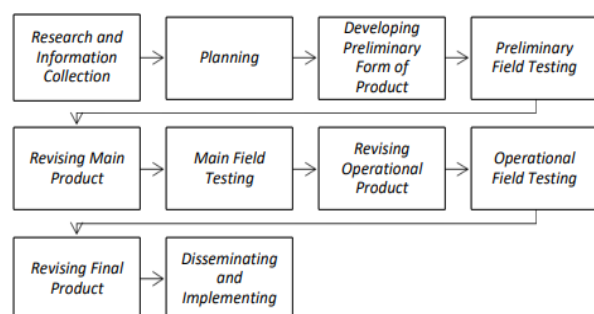 Research and
Information
Collection
Planning
Developing
Preliminary
Form of
Product
Preliminary
Field Testing
Revising Main
Product
Main Field
Testing
Revising
Operational
Product
Operational
Field Testing
Revising Final
Product
Disseminating
and
Implementing